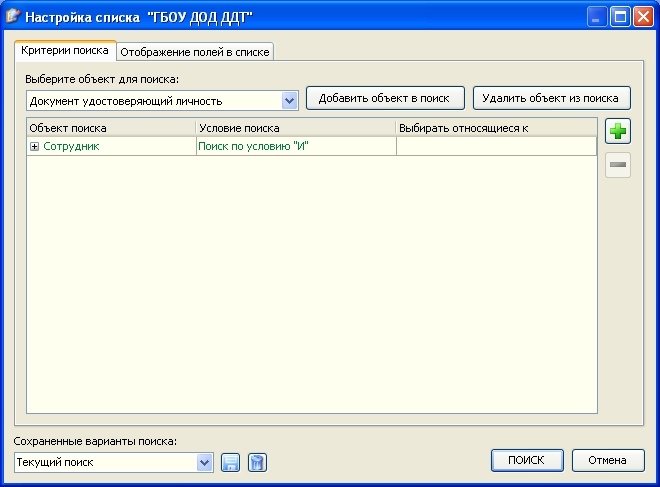 Настройка списка "ГБОУ ДОД ДДТ"
Критерии поиска
Отображение полей в списке
Выберите объект для поиска:
Документ удостоверяющий личность
Добавить объект в поиск
Удалить объект из поиска
Объект поиска
Условие поиска
Выбирать относящиеся к
Сотрудник
Поиск по условию "И"
Сохраненные варианты поиска:
Текущий поиск
ПОИСК
Отмена